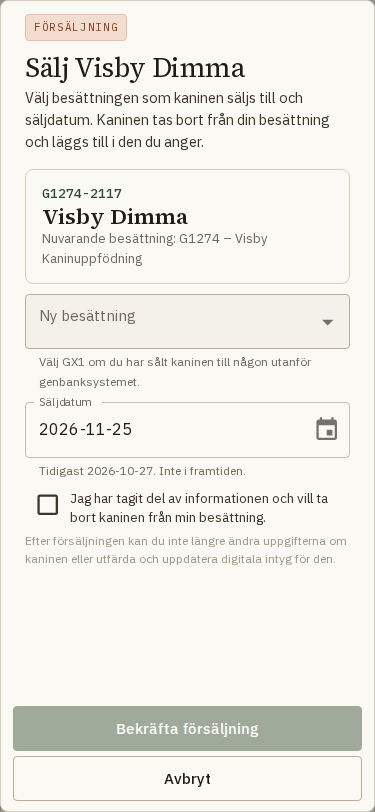 FÖRSÄLJNING
Sälj Visby Dimma
Välj besättningen som kaninen säljs till och
säljdatum. Kaninen tas bort från din besättning
och läggs till i den du anger.
G1274-2117
Visby Dimma
Nuvarande besättning: G1274 – Visby
Kaninuppfödning
Ny besättning
Välj GX1 om du har sålt kaninen till någon utanför
genbanksystemet.
Säljdatum
2026-11-25
Tidigast 2026-10-27. Inte i framtiden.
Jag har tagit del av informationen och vill ta
bort kaninen från min besättning.
Efter försäljningen kan du inte längre ändra uppgifterna om
kaninen eller utfärda och uppdatera digitala intyg för den.
Bekräfta försäljning
Avbryt